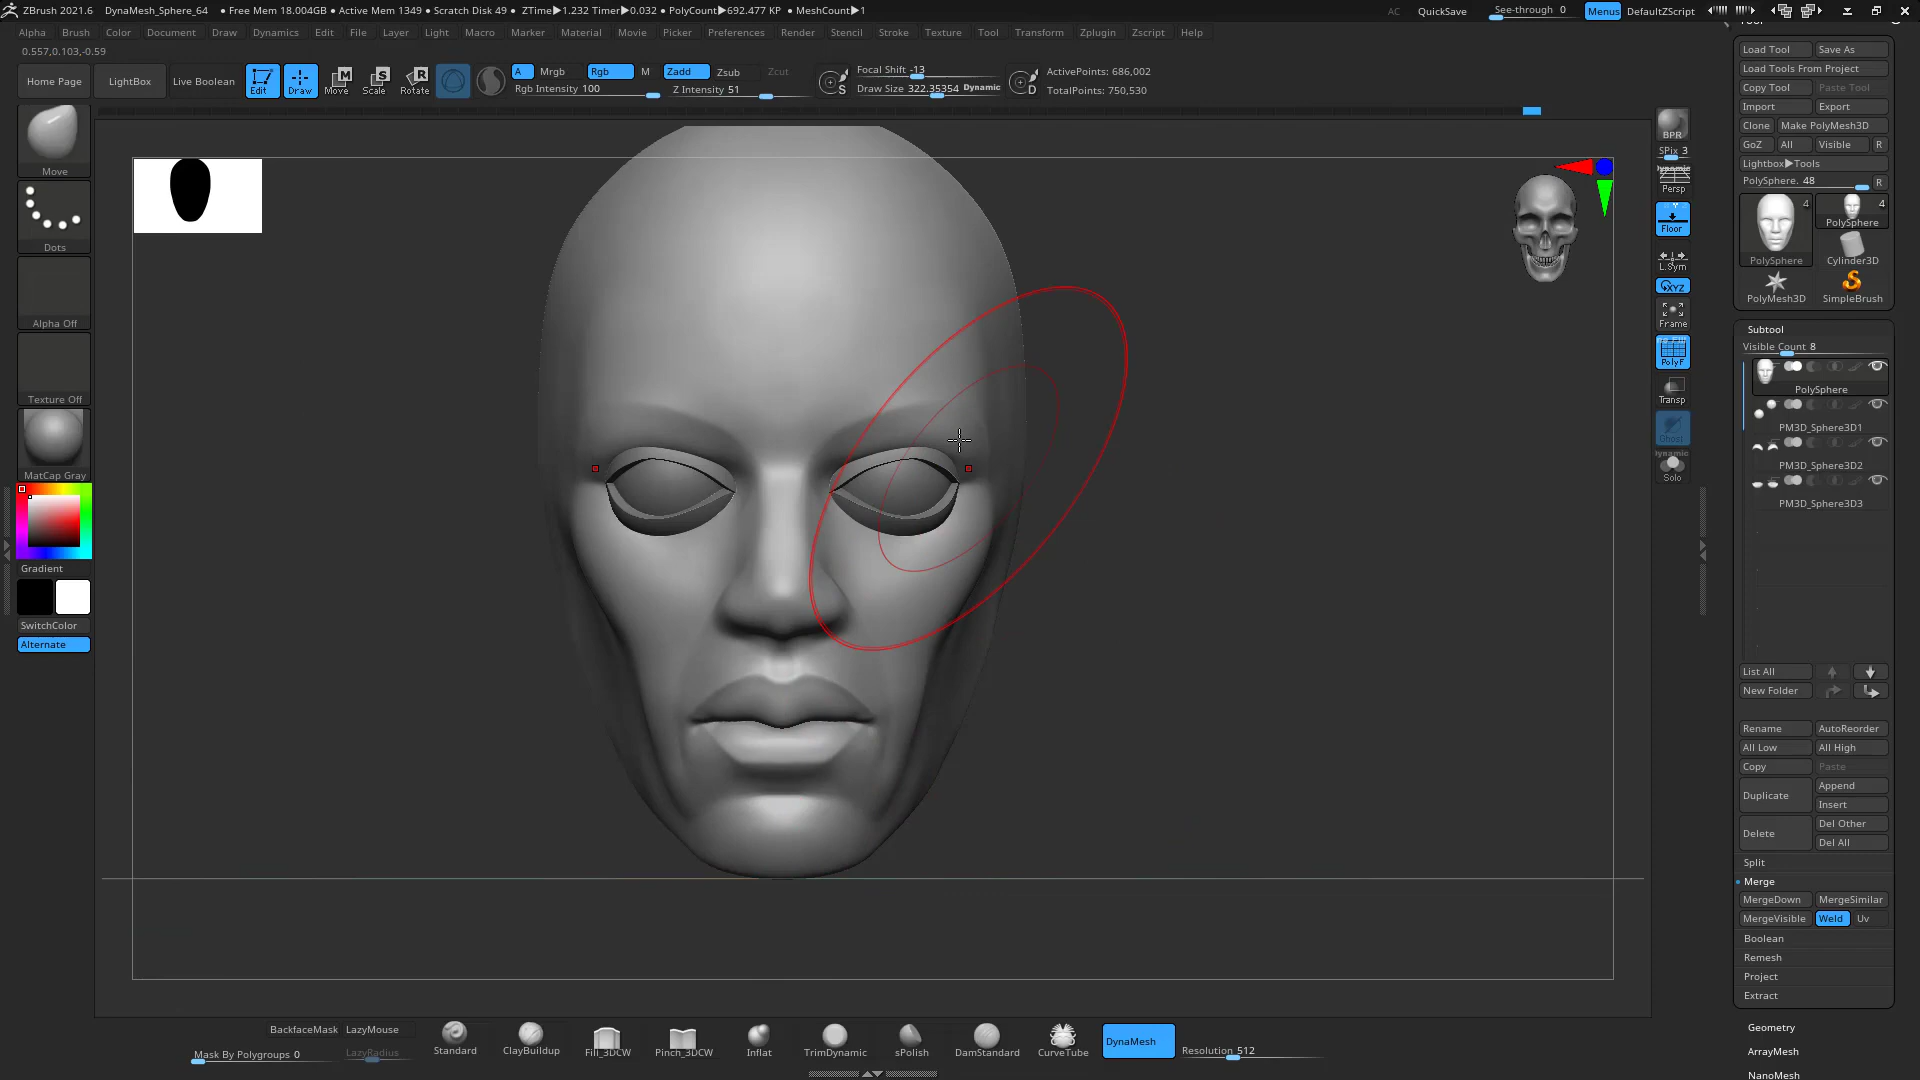 ZBrush 2021.6 DynaMesh_Sphere_64 • Free Mem 18.004GB • Active Mem 1349 • Scratch Disk 49 • ZTime▶1.232 Timer▶0.032 • PolyCount▶692.477 KP • MeshCount▶1 AC QuickSave See-through 0 Menus DefaultZScript
Alpha Brush Color Document Draw Dynamics Edit File Layer Light Macro Marker Material Movie Picker Preferences Render Stencil Stroke Texture Tool Transform Zplugin Zscript Help
0.557,0.103,-0.59
Home Page LightBox Live Boolean Edit Draw Move Scale Rotate
A Mrgb Rgb M Zadd Zsub Zcut
Rgb Intensity 100 Z Intensity 51
S Focal Shift -13
Draw Size 322.35354 Dynamic
D ActivePoints: 686,002
TotalPoints: 750,530
Move
Dots
Alpha Off
Texture Off
MatCap Gray
Gradient
SwitchColor
Alternate
BPR
SPix 3
Dynamic
Persp
Floor
L.Sym
XYZ
Frame
PolyF
Transp
Ghost
Dynamic
Solo
Load Tool Save As
Load Tools From Project
Copy Tool Paste Tool
Import Export
Clone Make PolyMesh3D
GoZ All Visible R
Lightbox▶Tools
PolySphere. 48 R
4 4
PolySphere
PolySphere Cylinder3D
PolyMesh3D SimpleBrush
Subtool
Visible Count 8
PolySphere
PM3D_Sphere3D1
PM3D_Sphere3D2
PM3D_Sphere3D3
List All
New Folder
Rename AutoReorder
All Low All High
Copy Paste
Duplicate Append
Insert
Delete Del Other
Del All
Split
Merge
MergeDown MergeSimilar
MergeVisible Weld Uv
Boolean
Remesh
Project
Extract
Geometry
ArrayMesh
NanoMesh
BackfaceMask LazyMouse
Mask By Polygroups 0 LazyRadius
Standard ClayBuildup Fill_3DCW Pinch_3DCW Inflat TrimDynamic sPolish DamStandard CurveTube DynaMesh Resolution 512